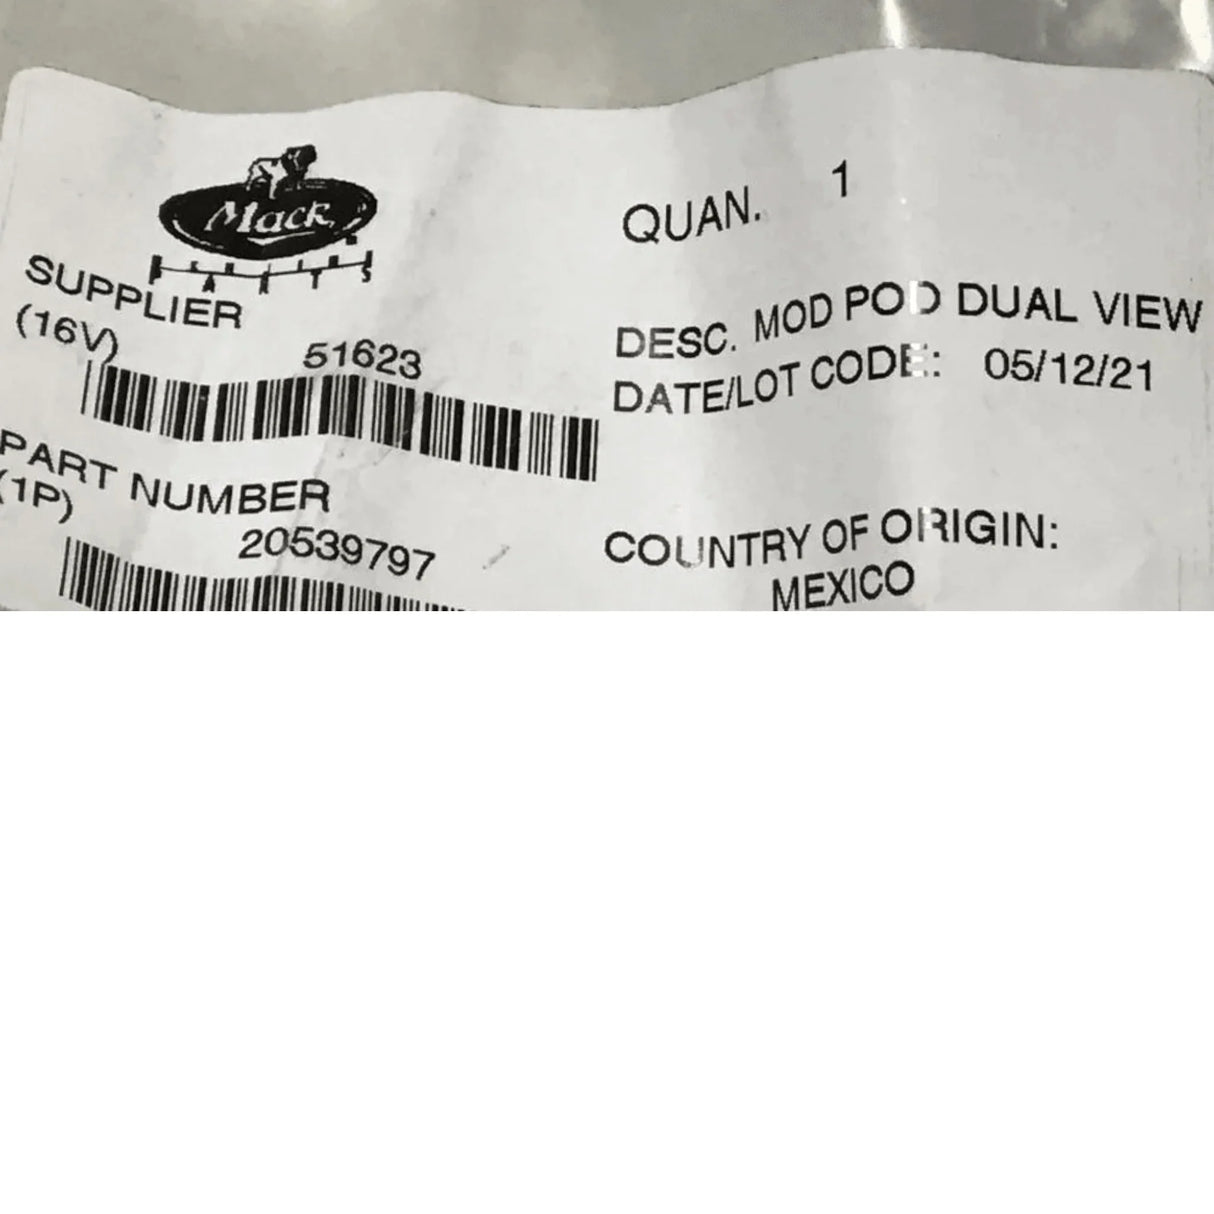 Mack
PARTS
QUAN. 1
SUPPLIER
(16V)
51623
DESC. MOD POD DUAL VIEW
DATE/LOT CODE: 05/12/21
PART NUMBER
(1P)
20539797
COUNTRY OF ORIGIN:
MEXICO